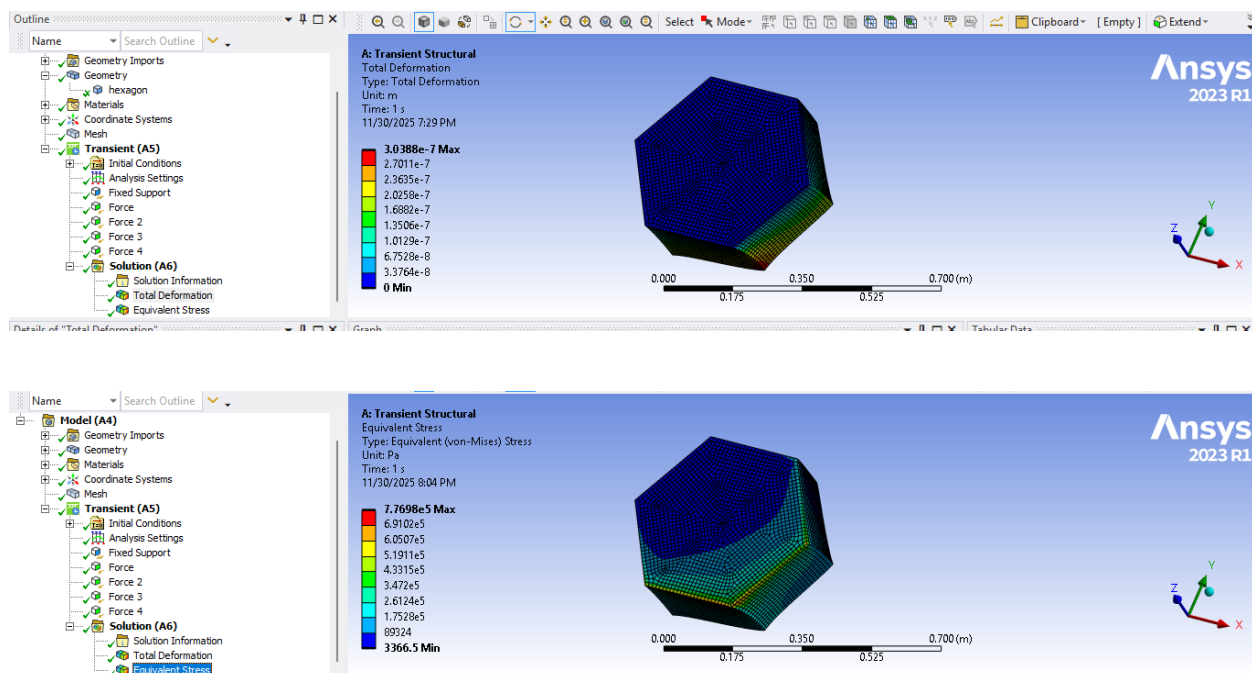 Outline
Name Search Outline
Select Mode Clipboard [ Empty ] Extend
Geometry Imports
Geometry
hexagon
Materials
Coordinate Systems
Mesh
Transient (A5)
Initial Conditions
Analysis Settings
Fixed Support
Force
Force 2
Force 3
Force 4
Solution (A6)
Solution Information
Total Deformation
Equivalent Stress
A: Transient Structural
Total Deformation
Type: Total Deformation
Unit: m
Time: 1 s
11/30/2025 7:29 PM
3.0388e-7 Max
2.7011e-7
2.3635e-7
2.0258e-7
1.6882e-7
1.3506e-7
1.0129e-7
6.7528e-8
3.3764e-8
0 Min
Ansys
2023 R1
Y
Z
X
0.000 0.350 0.700 (m)
0.175 0.525
Details of "Total Deformation" Graph Tabular Data
Name Search Outline
Model (A4)
Geometry Imports
Geometry
Materials
Coordinate Systems
Mesh
Transient (A5)
Initial Conditions
Analysis Settings
Fixed Support
Force
Force 2
Force 3
Force 4
Solution (A6)
Solution Information
Total Deformation
Equivalent Stress
A: Transient Structural
Equivalent Stress
Type: Equivalent (von-Mises) Stress
Unit: Pa
Time: 1 s
11/30/2025 8:04 PM
7.7698e5 Max
6.9102e5
6.0507e5
5.1911e5
4.3315e5
3.472e5
2.6124e5
1.7528e5
89324
3366.5 Min
Ansys
2023 R1
Y
Z
X
0.000 0.350 0.700 (m)
0.175 0.525